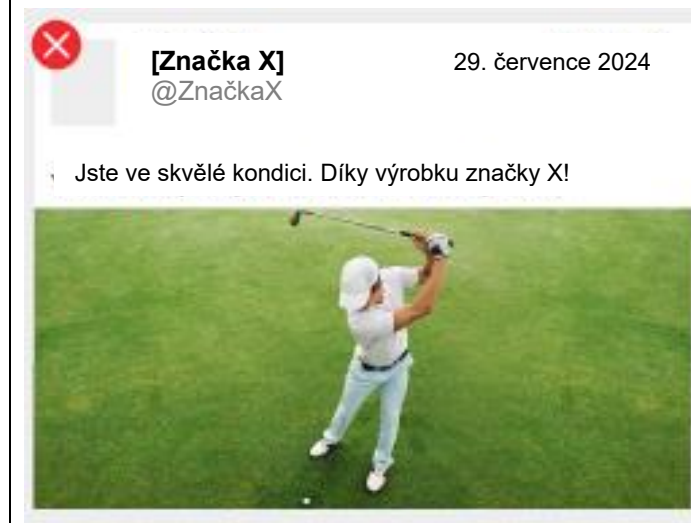 [Značka X] 29. července 2024
@ZnačkaX
Jste ve skvělé kondici. Díky výrobku značky X!